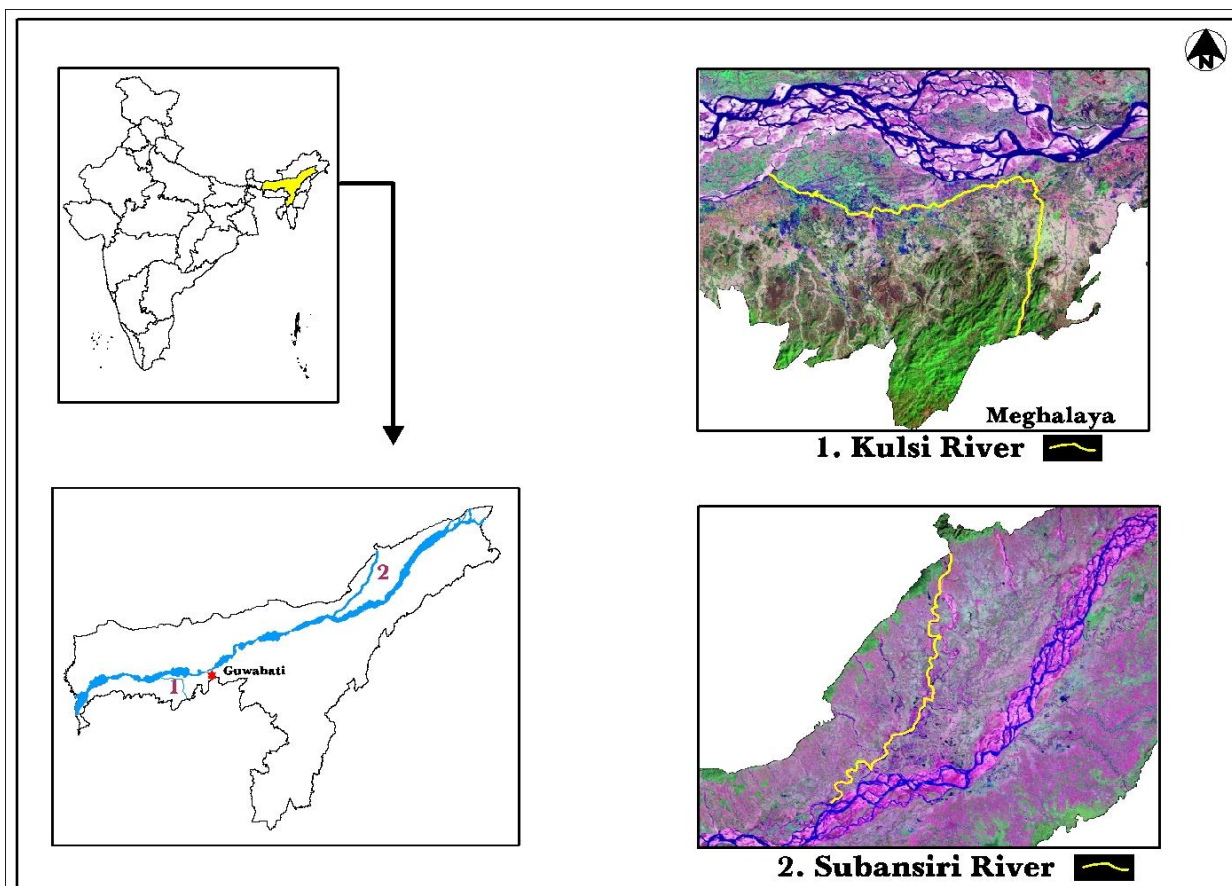 N
Meghalaya
1. Kulsi River
2
Guwahati
1
2. Subansiri River